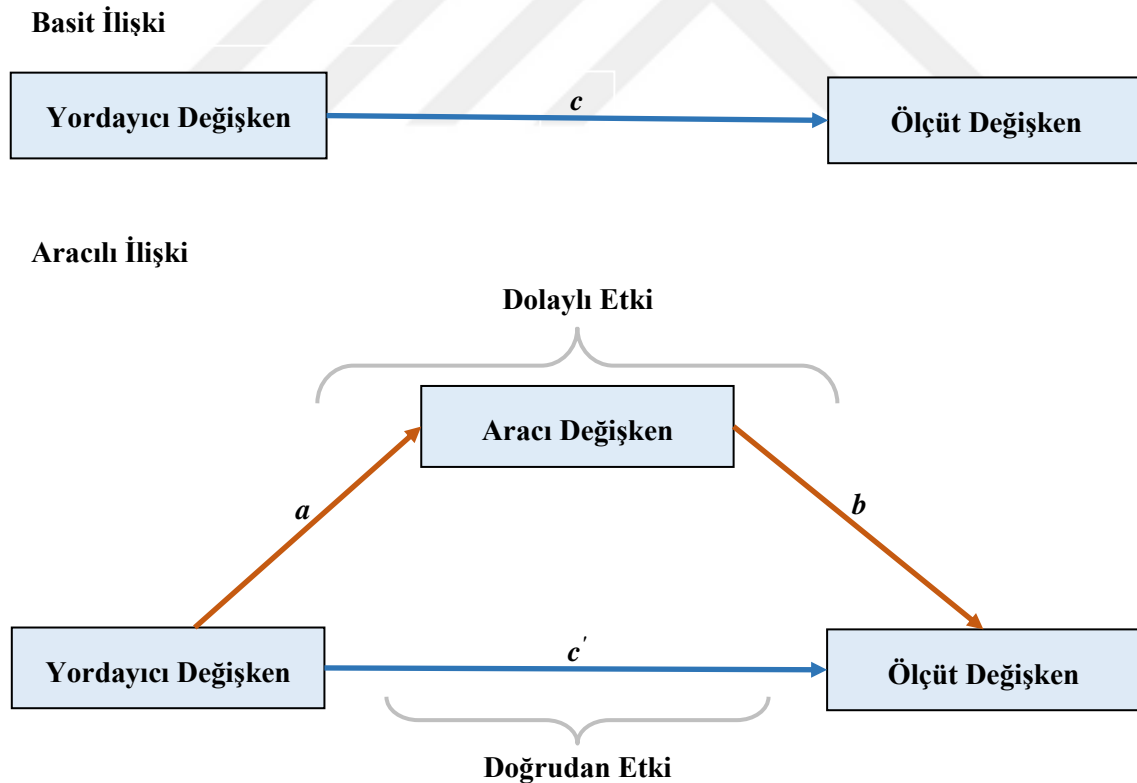 Basit İlişki
Yordayıcı Değişken
c
Ölçüt Değişken
Aracılı İlişki
Dolaylı Etki
Aracı Değişken
a
b
Yordayıcı Değişken
c'
Ölçüt Değişken
Doğrudan Etki